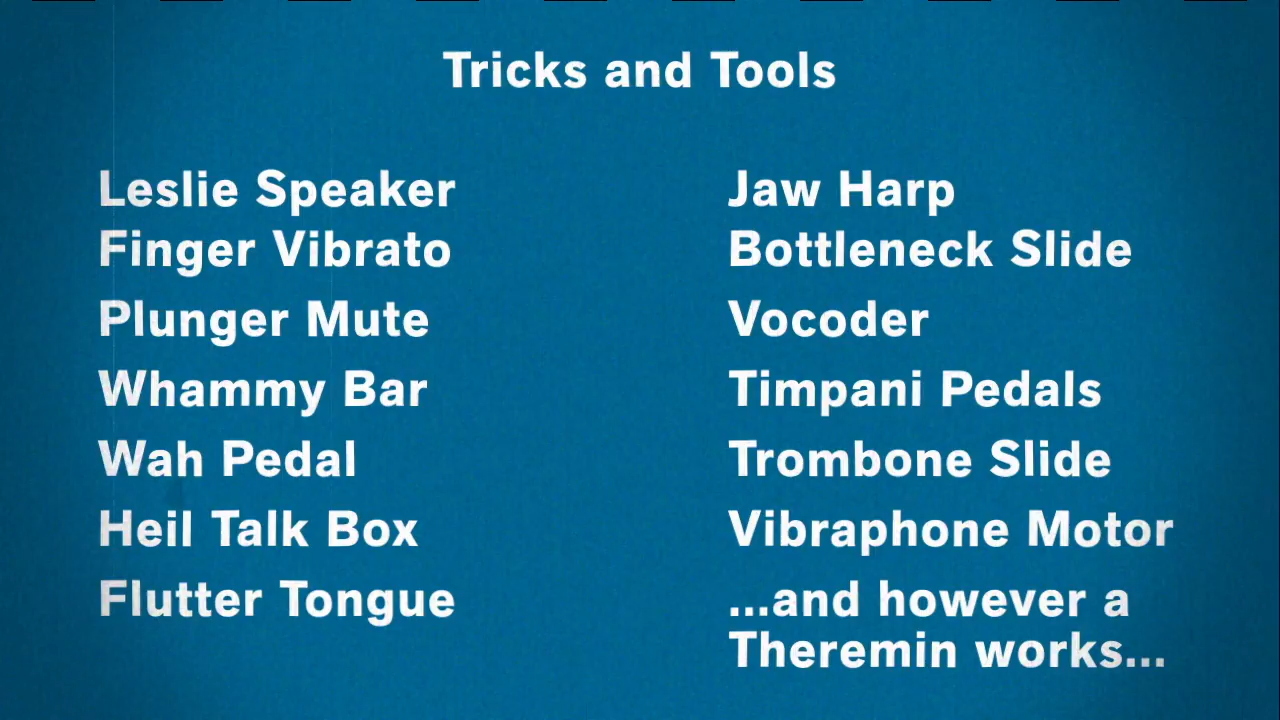 Tricks and Tools
Leslie Speaker
Finger Vibrato
Plunger Mute
Whammy Bar
Wah Pedal
Heil Talk Box
Flutter Tongue
Jaw Harp
Bottleneck Slide
Vocoder
Timpani Pedals
Trombone Slide
Vibraphone Motor
...and however a
Theremin works...